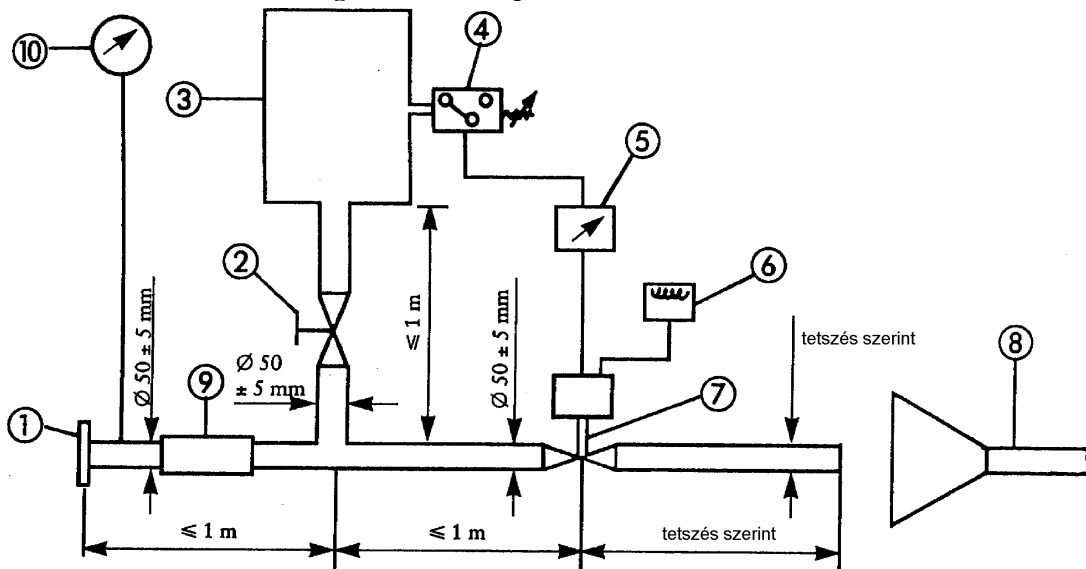 10
4
3
5
2
6
≤ 1 m
Ø 50 ± 5 mm
Ø 50 ± 5 mm
tetszés szerint
8
Ø 50
± 5 mm
9
7
1
≤ 1 m
≤ 1 m
tetszés szerint